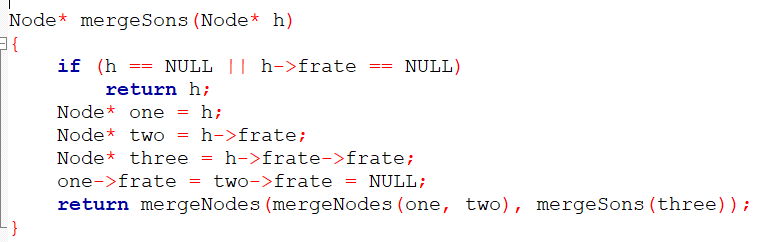 Node* mergeSons(Node* h)
{
    if (h == NULL || h->frate == NULL)
        return h;
    Node* one = h;
    Node* two = h->frate;
    Node* three = h->frate->frate;
    one->frate = two->frate = NULL;
    return mergeNodes(mergeNodes(one, two), mergeSons(three));
}